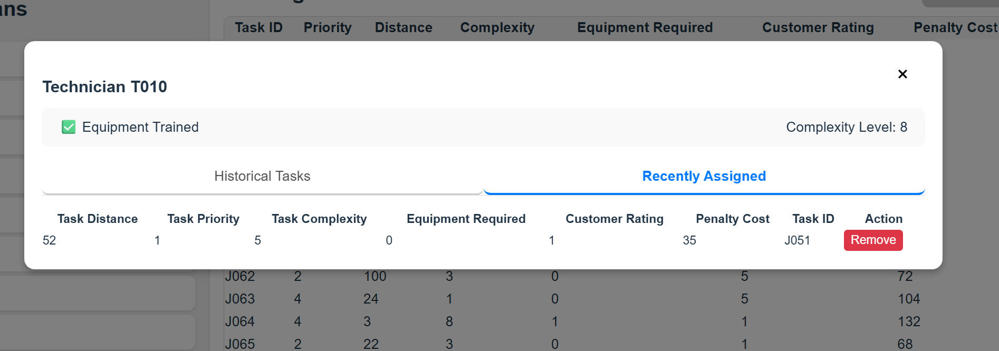 Task ID Priority Distance Complexity Equipment Required Customer Rating Penalty Cost
Technician T010
Equipment Trained Complexity Level: 8
Historical Tasks Recently Assigned
Task Distance Task Priority Task Complexity Equipment Required Customer Rating Penalty Cost Task ID Action
52 1 5 0 1 35 J051 Remove
J062 2 100 3 0 5 72
J063 4 24 1 0 5 104
J064 4 3 8 1 1 132
J065 2 22 3 0 1 68